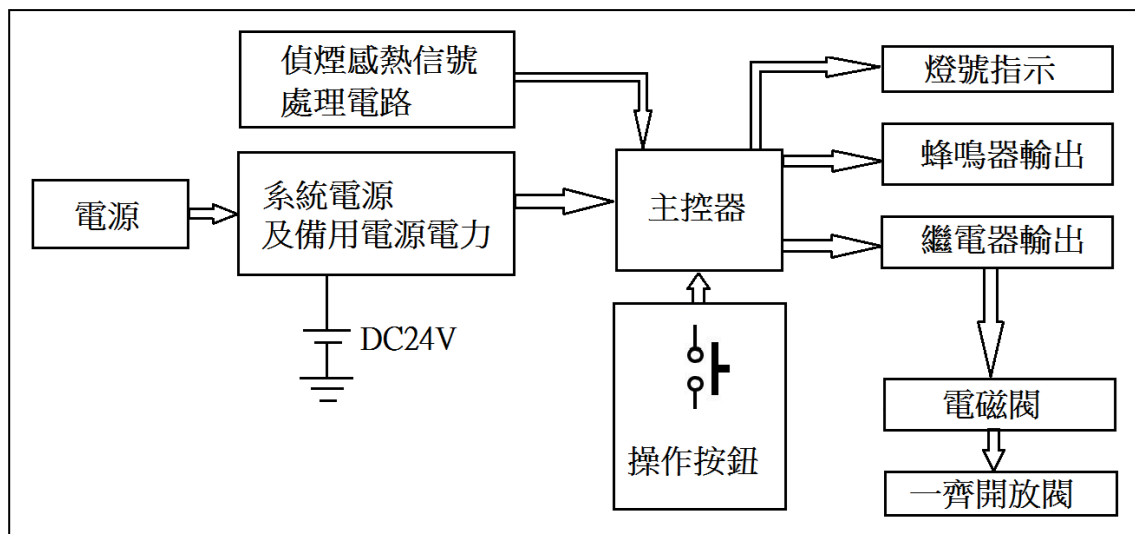 偵煙感熱信號
處理電路
燈號指示
蜂鳴器輸出
電源
系統電源
及備用電源電力
主控器
繼電器輸出
DC24V
操作按鈕
電磁閥
一齊開放閥